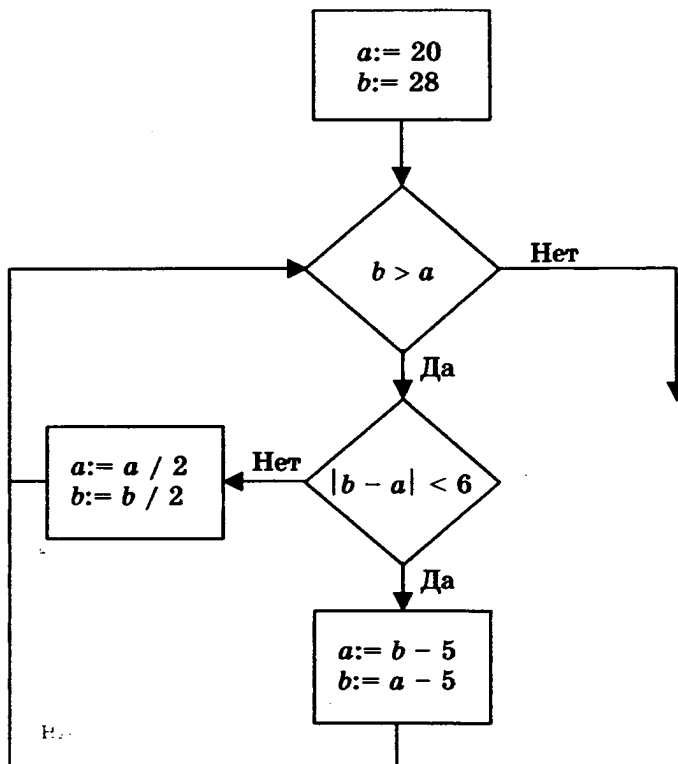 a:= 20
b:= 28
b > a
Нет
Да
a:= a / 2
b:= b / 2
Нет
|b − a| < 6
Да
a:= b − 5
b:= a − 5